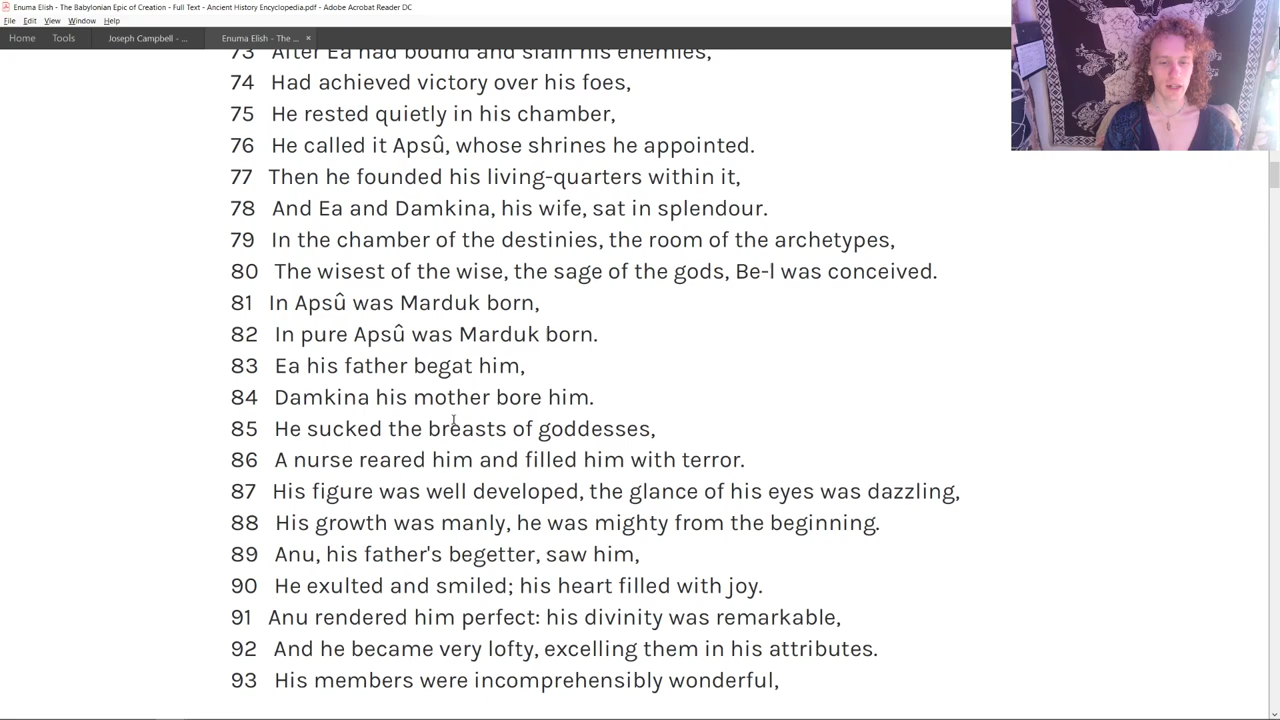 Enuma Elish - The Babylonian Epic of Creation - Full Text - Ancient History Encyclopedia.pdf - Adobe Acrobat Reader DC
File Edit View Window Help
Home Tools Joseph Campbell - ... Enuma Elish - The ... ×
73 After Ea had bound and slain his enemies,
74 Had achieved victory over his foes,
75 He rested quietly in his chamber,
76 He called it Apsû, whose shrines he appointed.
77 Then he founded his living-quarters within it,
78 And Ea and Damkina, his wife, sat in splendour.
79 In the chamber of the destinies, the room of the archetypes,
80 The wisest of the wise, the sage of the gods, Be-l was conceived.
81 In Apsû was Marduk born,
82 In pure Apsû was Marduk born.
83 Ea his father begat him,
84 Damkina his mother bore him.
85 He sucked the breasts of goddesses,
86 A nurse reared him and filled him with terror.
87 His figure was well developed, the glance of his eyes was dazzling,
88 His growth was manly, he was mighty from the beginning.
89 Anu, his father's begetter, saw him,
90 He exulted and smiled; his heart filled with joy.
91 Anu rendered him perfect: his divinity was remarkable,
92 And he became very lofty, excelling them in his attributes.
93 His members were incomprehensibly wonderful,